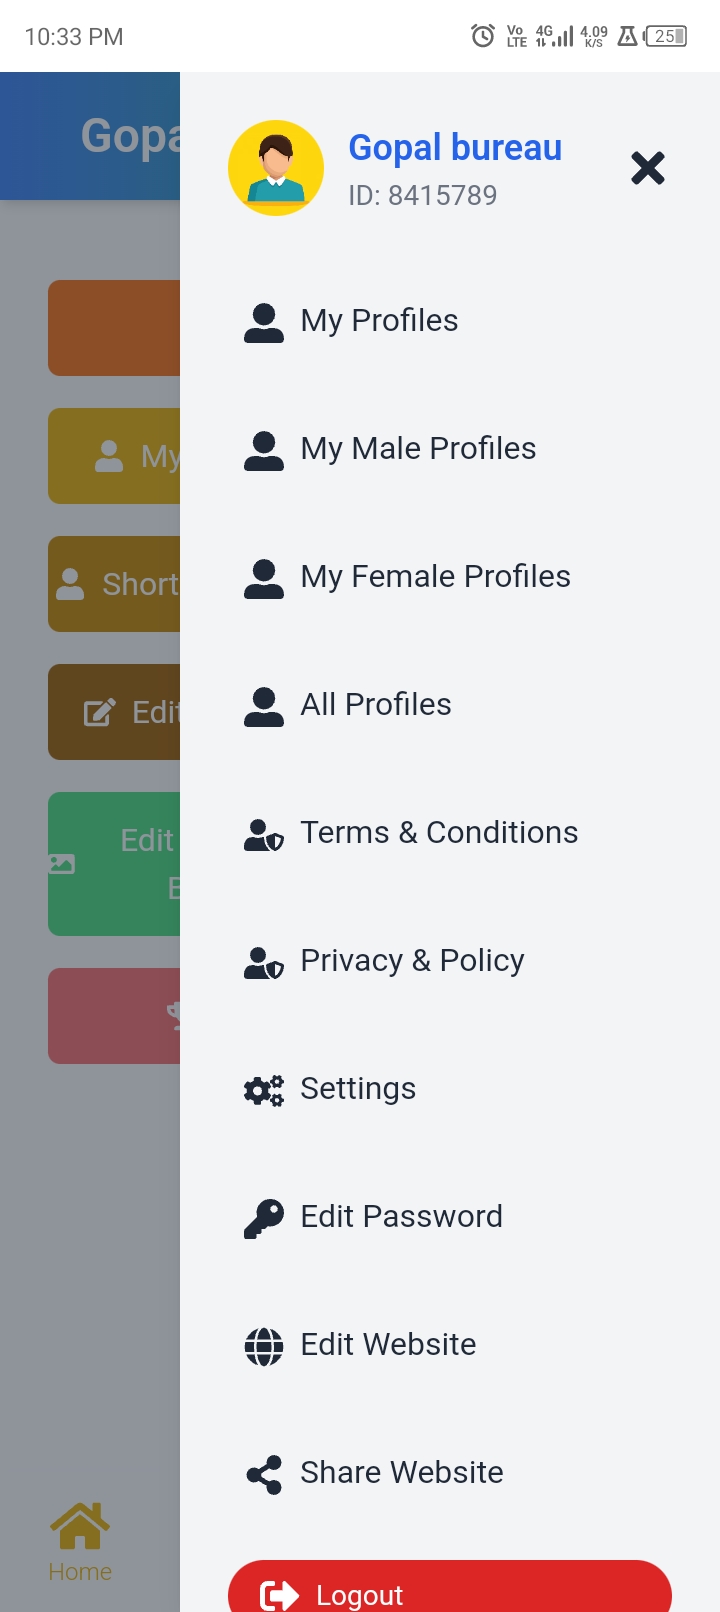 10:33 PM
Vo LTE 4G 4.09 K/S 25
Gopa
Gopal bureau
ID: 8415789
My Profiles
My Male Profiles
My
My Female Profiles
Short
All Profiles
Edit
Terms & Conditions
Edit
E
Privacy & Policy
Settings
Edit Password
Edit Website
Share Website
Home
Logout